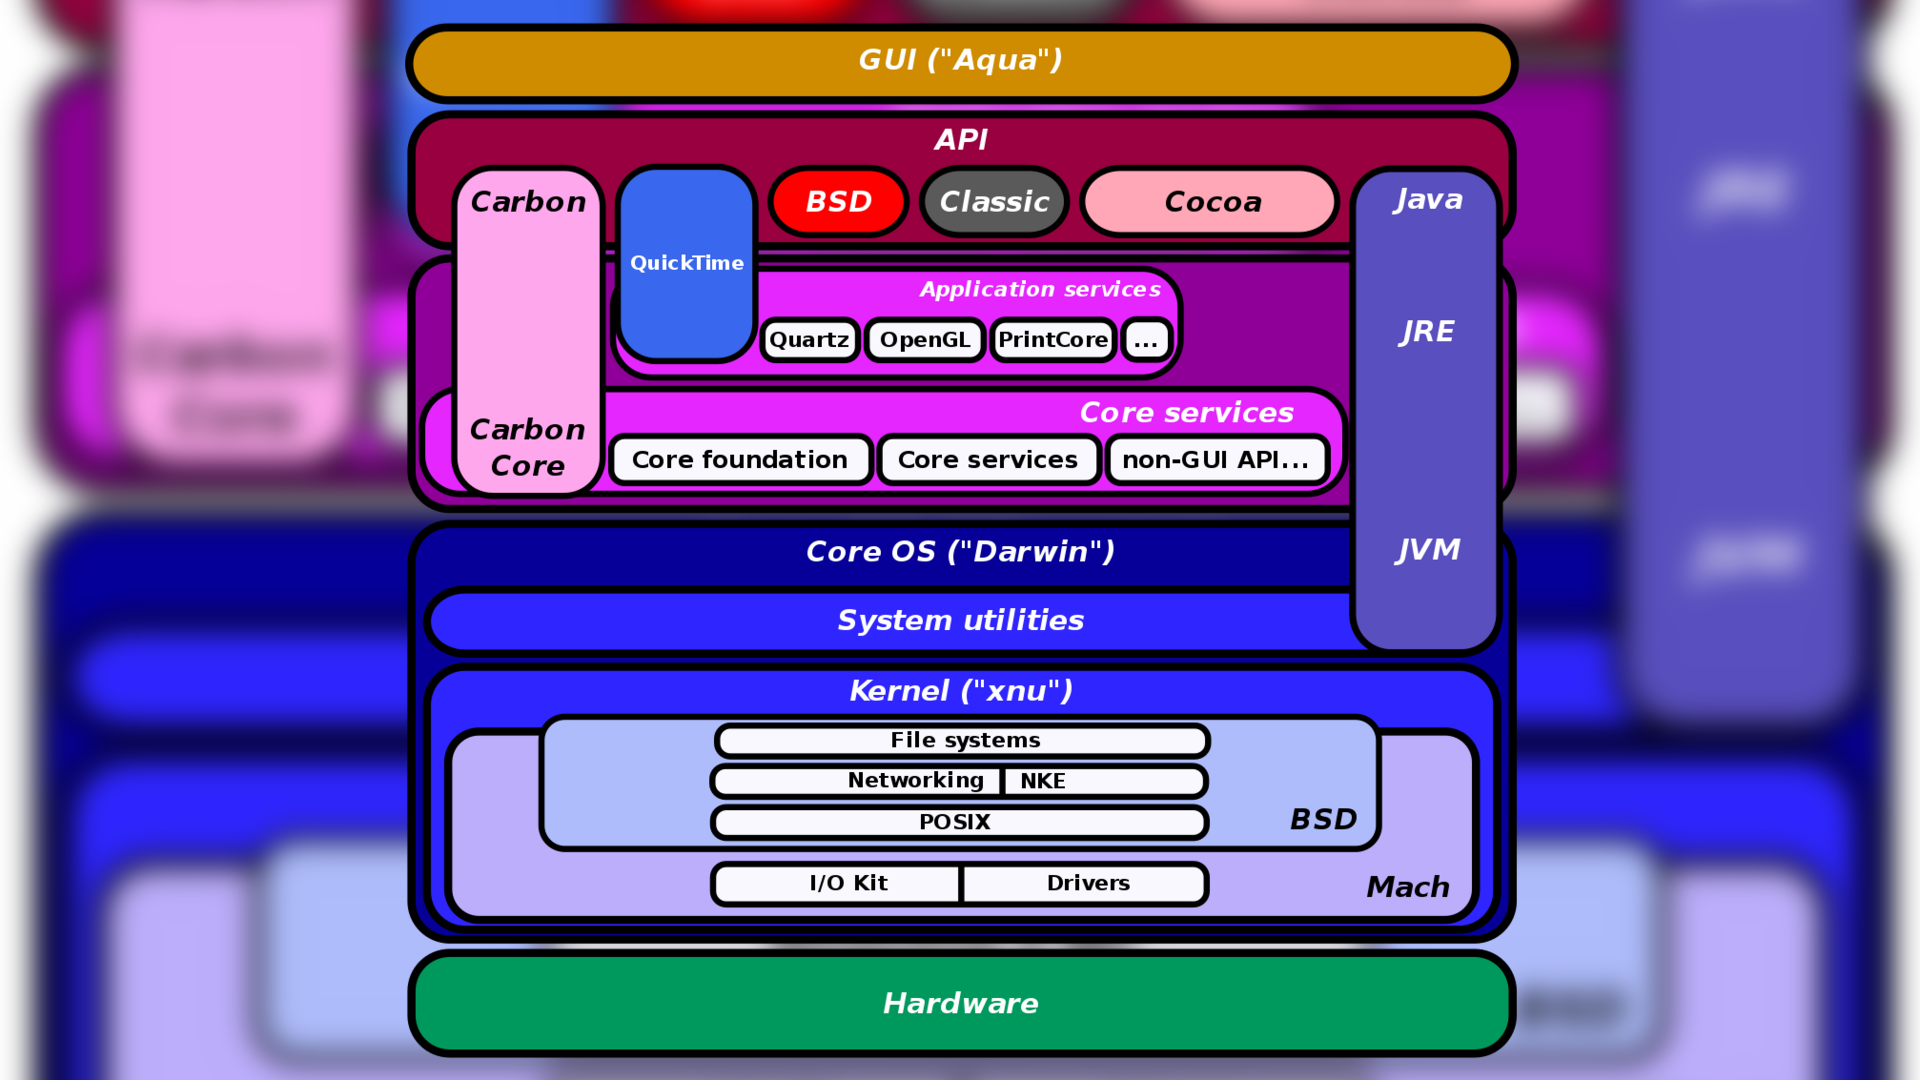 GUI ("Aqua")
API
Carbon
BSD
Classic
Cocoa
Java
QuickTime
Application services
Quartz
OpenGL
PrintCore
...
JRE
Core services
Carbon
Core
Core foundation
Core services
non-GUI API...
Core OS ("Darwin")
JVM
System utilities
Kernel ("xnu")
File systems
Networking
NKE
POSIX
BSD
I/O Kit
Drivers
Mach
Hardware